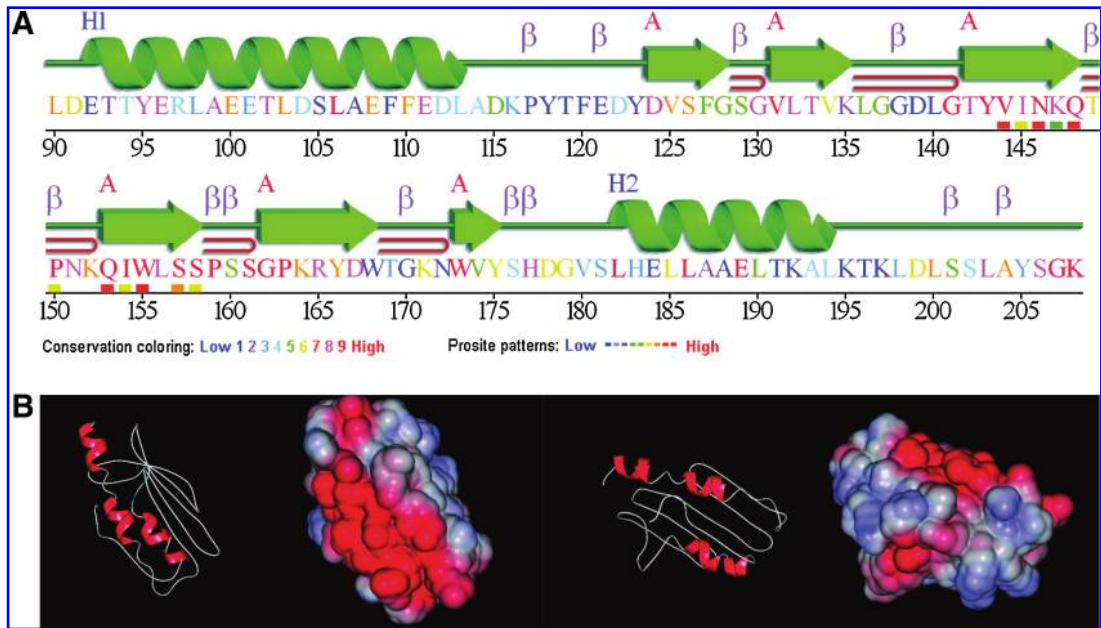 A
H1 β β A β A β A β
LDETTYERLAEETLDSLAEFFEDLADKPYTFEDYDVSFGSGVLTVKLGGDLGTYVINKQT
90 95 100 105 110 115 120 125 130 135 140 145
β A ββ A β A ββ H2 β β
PNKQIWLSSPSSGPKRYDWTGKNWVYSHDGVSLHELLAAELTKALKTKLDLSSLAYSGK
150 155 160 165 170 175 180 185 190 195 200 205
Conservation coloring: Low 1 2 3 4 5 6 7 8 9 High Prosite patterns: Low High
B